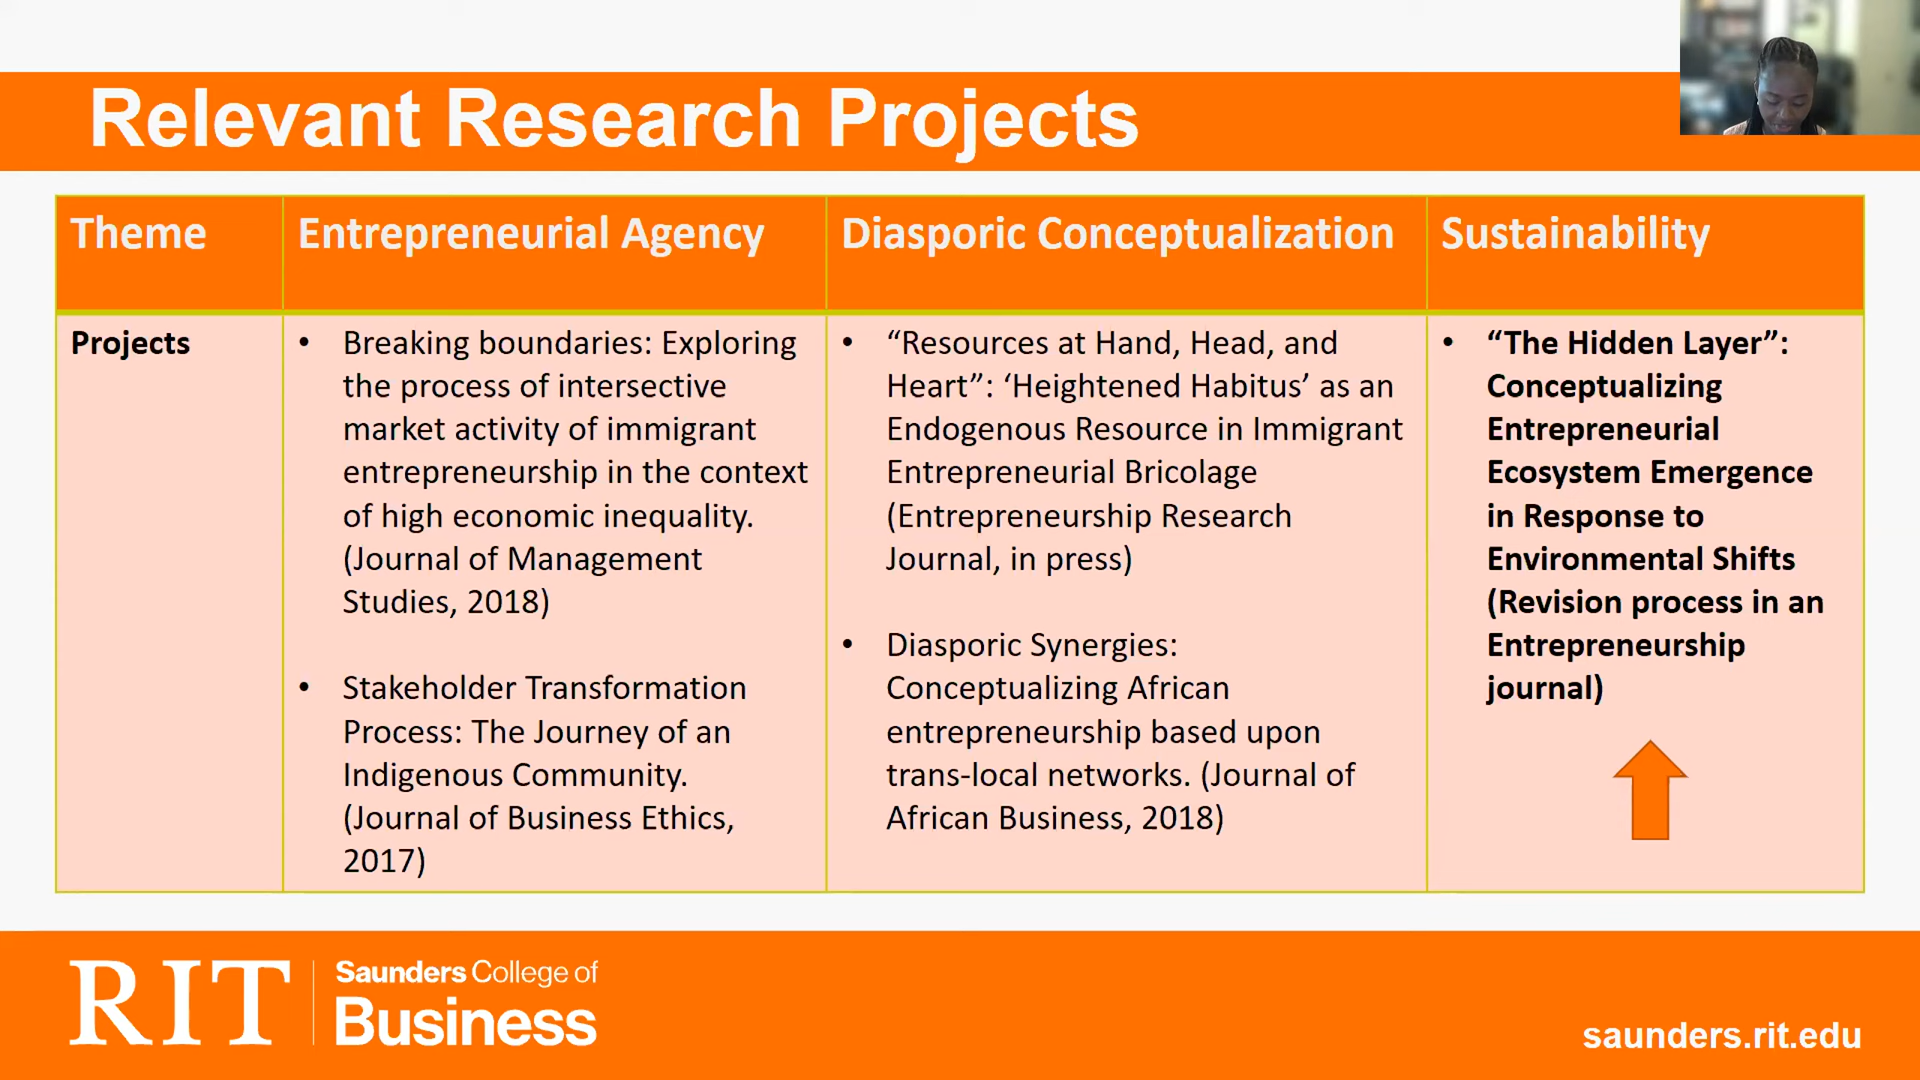 Relevant Research Projects
Theme
Entrepreneurial Agency
Diasporic Conceptualization
Sustainability
Projects
• Breaking boundaries: Exploring
the process of intersective
market activity of immigrant
entrepreneurship in the context
of high economic inequality.
(Journal of Management
Studies, 2018)
• Stakeholder Transformation
Process: The Journey of an
Indigenous Community.
(Journal of Business Ethics,
2017)
• “Resources at Hand, Head, and
Heart”: ‘Heightened Habitus’ as an
Endogenous Resource in Immigrant
Entrepreneurial Bricolage
(Entrepreneurship Research
Journal, in press)
• Diasporic Synergies:
Conceptualizing African
entrepreneurship based upon
trans-local networks. (Journal of
African Business, 2018)
• “The Hidden Layer”:
Conceptualizing
Entrepreneurial
Ecosystem Emergence
in Response to
Environmental Shifts
(Revision process in an
Entrepreneurship
journal)
RIT
Saunders College of
Business
saunders.rit.edu